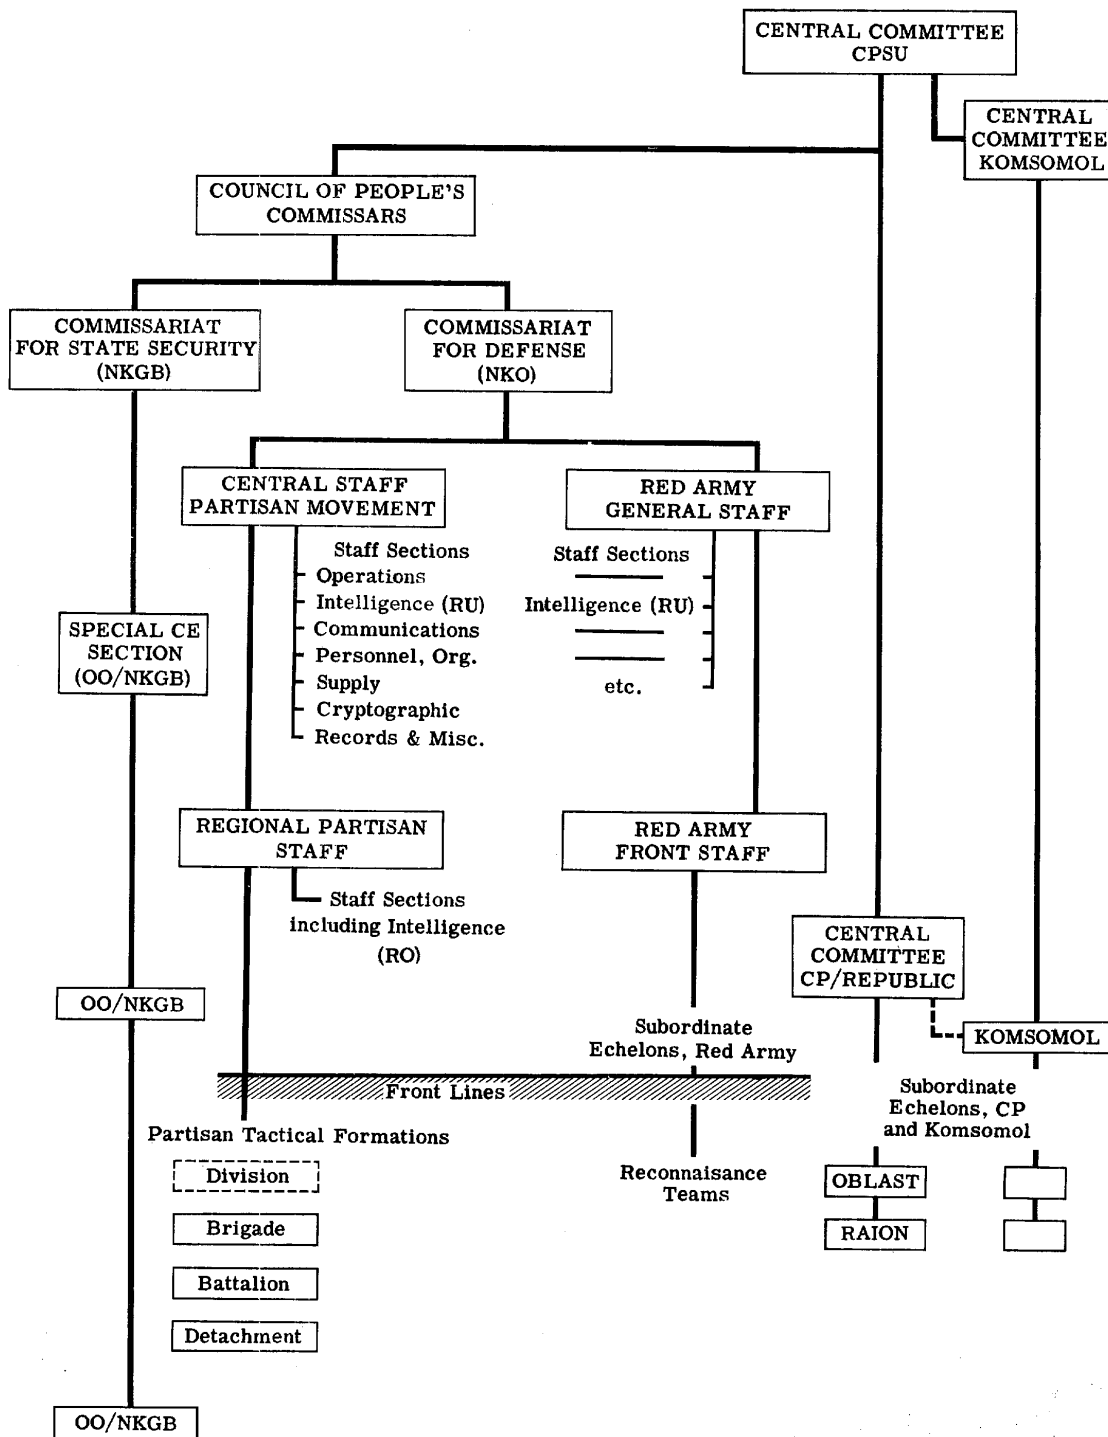 CENTRAL COMMITTEE
CPSU
CENTRAL
COMMITTEE
KOMSOMOL
COUNCIL OF PEOPLE'S
COMMISSARS
COMMISSARIAT
FOR STATE SECURITY
(NKGB)
COMMISSARIAT
FOR DEFENSE
(NKO)
CENTRAL STAFF
PARTISAN MOVEMENT
RED ARMY
GENERAL STAFF
Staff Sections
Operations
Intelligence (RU)
Communications
Personnel, Org.
Supply
Cryptographic
Records & Misc.
Staff Sections
Intelligence (RU)
etc.
SPECIAL CE
SECTION
(OO/NKGB)
REGIONAL PARTISAN
STAFF
RED ARMY
FRONT STAFF
Staff Sections
including Intelligence
(RO)
CENTRAL
COMMITTEE
CP/REPUBLIC
OO/NKGB
Subordinate
Echelons, Red Army
KOMSOMOL
Front Lines
Subordinate
Echelons, CP
and Komsomol
Partisan Tactical Formations
Division
Brigade
Battalion
Detachment
Reconnaisance
Teams
OBLAST
RAION
OO/NKGB